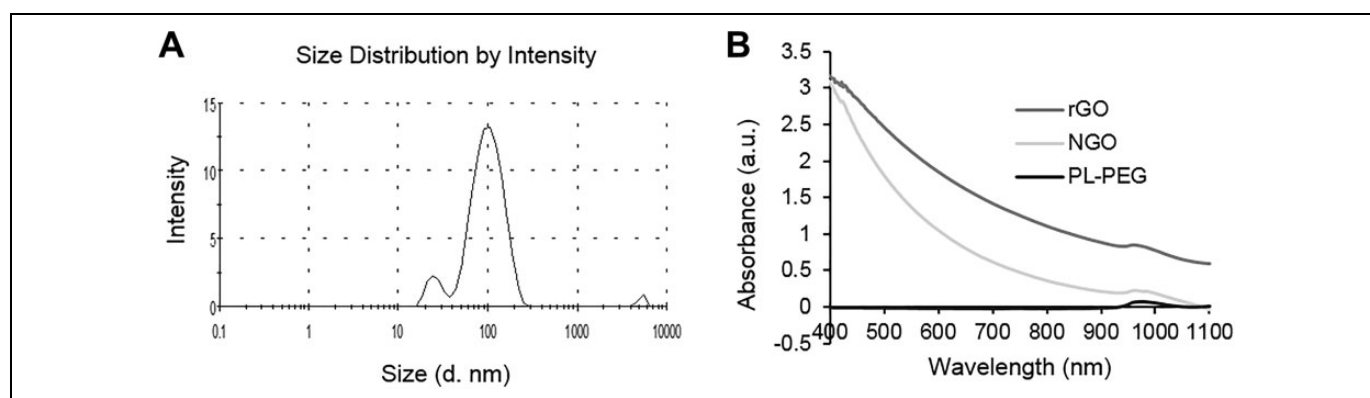 A
Size Distribution by Intensity
Intensity
15
10
5
0
0.1 1 10 100 1000 10000
Size (d. nm)
B
Absorbance (a.u.)
3.5
3
2.5
2
1.5
1
0.5
0
-0.5
400 500 600 700 800 900 1000 1100
Wavelength (nm)
rGO
NGO
PL-PEG